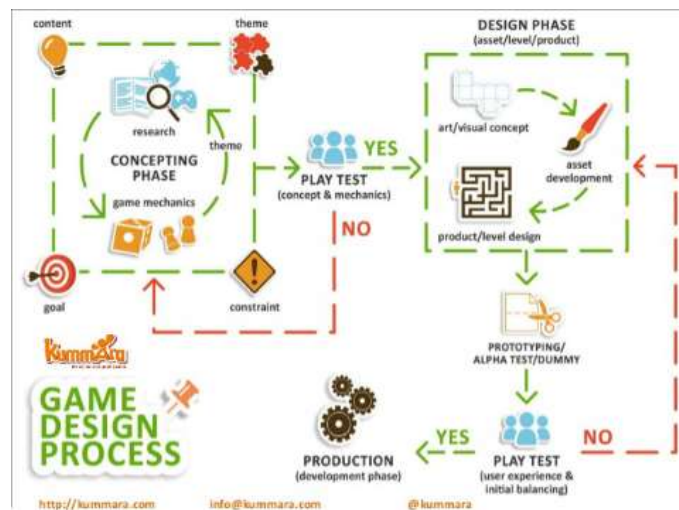 content
theme
research
theme
CONCEPTING
PHASE
game mechanics
goal
constraint
PLAY TEST
(concept & mechanics)
YES
NO
DESIGN PHASE
(asset/level/product)
art/visual concept
asset
development
product/level design
PROTOTYPING/
ALPHA TEST/DUMMY
PLAY TEST
(user experience &
initial balancing)
YES
NO
PRODUCTION
(development phase)
Kummara
GAME
DESIGN
PROCESS
http://kummara.com
info@kummara.com
@kummara